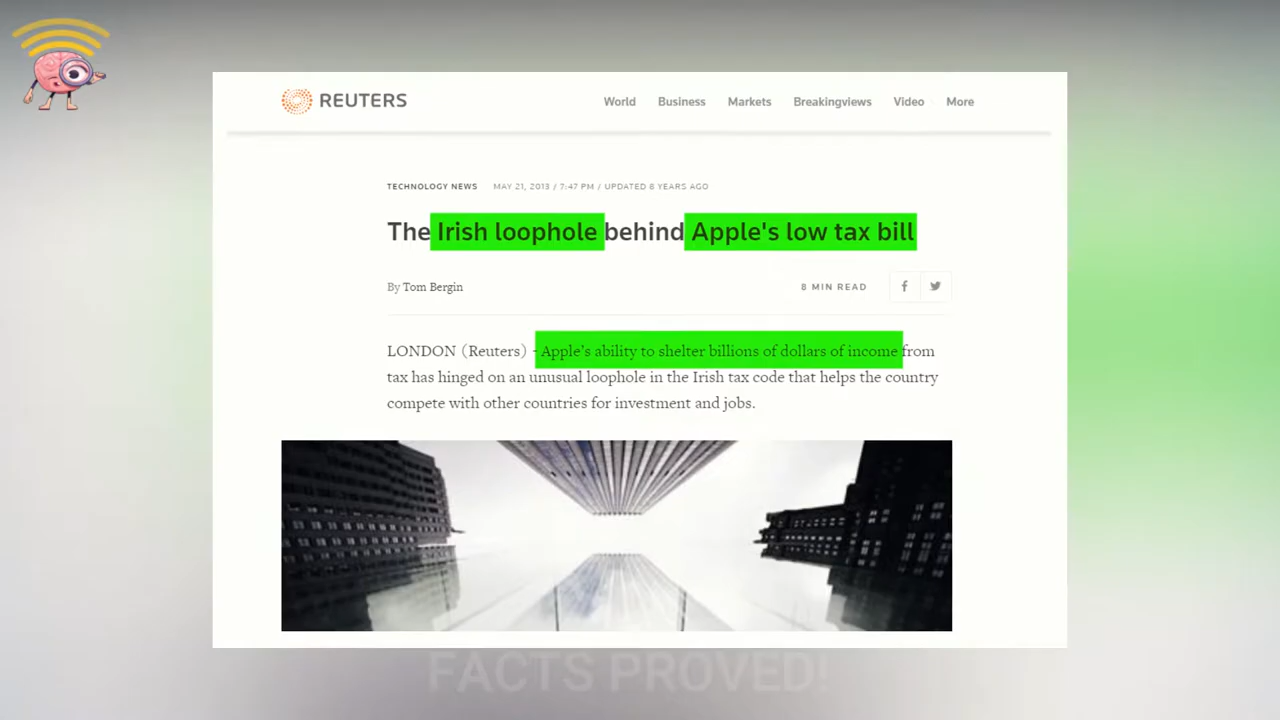 REUTERS
World Business Markets Breakingviews Video More
TECHNOLOGY NEWS MAY 21, 2013 / 7:47 PM / UPDATED 8 YEARS AGO
The Irish loophole behind Apple's low tax bill
By Tom Bergin
8 MIN READ
LONDON (Reuters) - Apple's ability to shelter billions of dollars of income from
tax has hinged on an unusual loophole in the Irish tax code that helps the country
compete with other countries for investment and jobs.
FACTS PROVED!